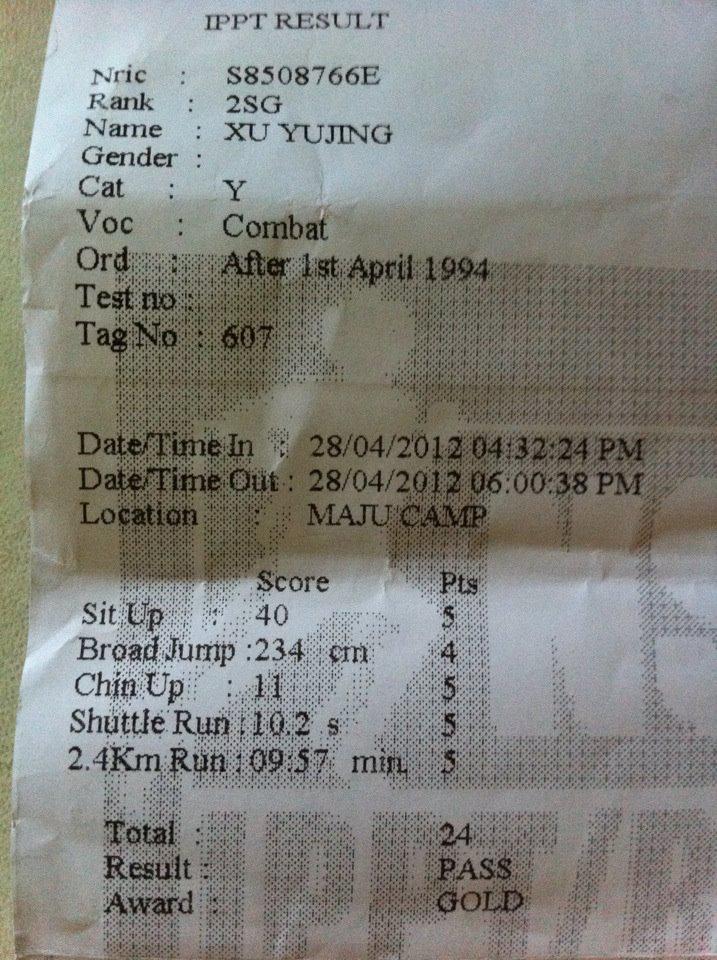 IPPT RESULT
Nric : S8508766E
Rank : 2SG
Name : XU YUJING
Gender :
Cat : Y
Voc : Combat
Ord : After 1st April 1994
Test no :
Tag No : 607
Date/Time In : 28/04/2012 04:32:24 PM
Date/Time Out : 28/04/2012 06:00:38 PM
Location : MAJU CAMP
Score Pts
Sit Up : 40 5
Broad Jump :234 cm 4
Chin Up : 11 5
Shuttle Run :10.2 s 5
2.4Km Run : 09:57 min. 5
Total : 24
Result : PASS
Award : GOLD